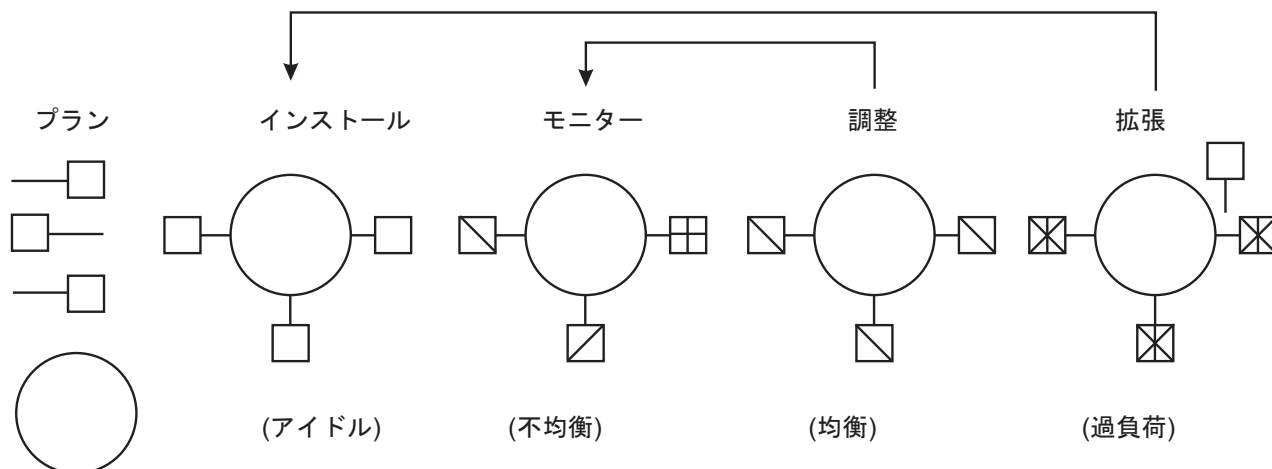 プラン
インストール
モニター
調整
拡張
(アイドル)
(不均衡)
(均衡)
(過負荷)